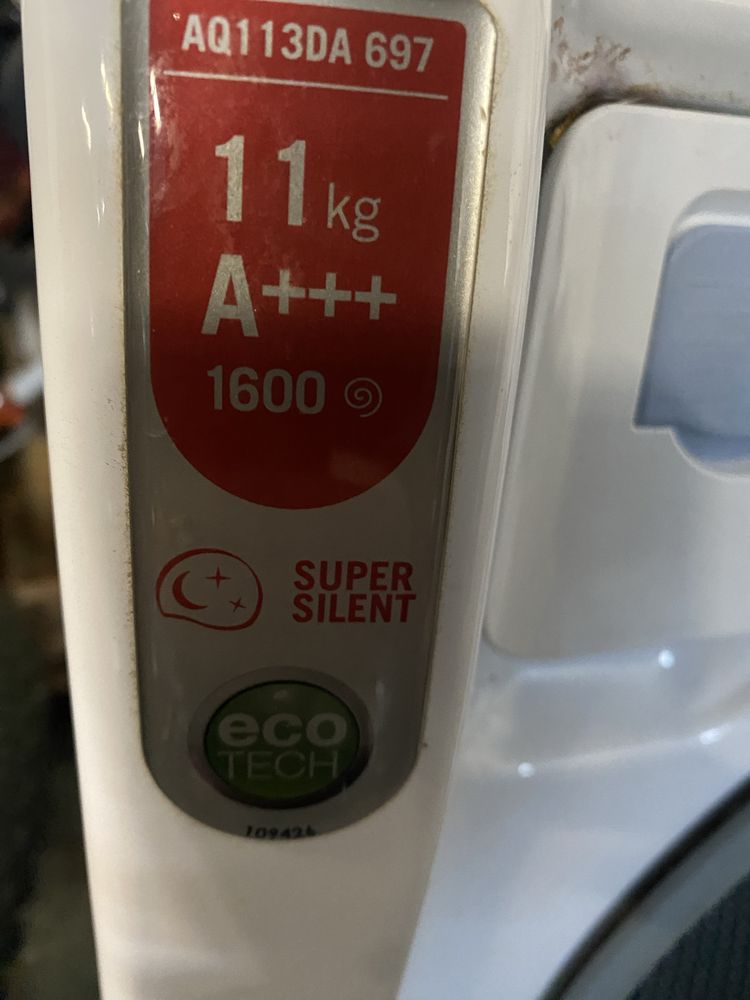 AQ113DA 697
11 kg
A+++
1600
SUPER
SILENT
eco
TECH
109424